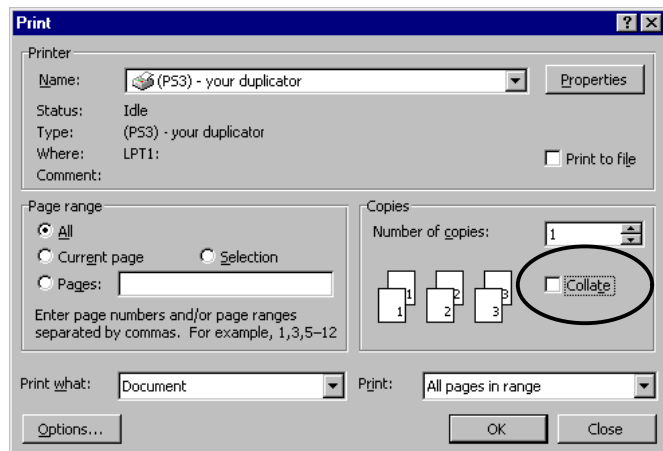 Print
Printer
Name: (PS3) - your duplicator Properties
Status: Idle
Type: (PS3) - your duplicator
Where: LPT1: Print to file
Comment:
Page range
All
Current page Selection
Pages:
Enter page numbers and/or page ranges
separated by commas. For example, 1,3,5–12
Copies
Number of copies: 1
1 1 2 2 3 3
Collate
Print what: Document Print: All pages in range
Options... OK Close